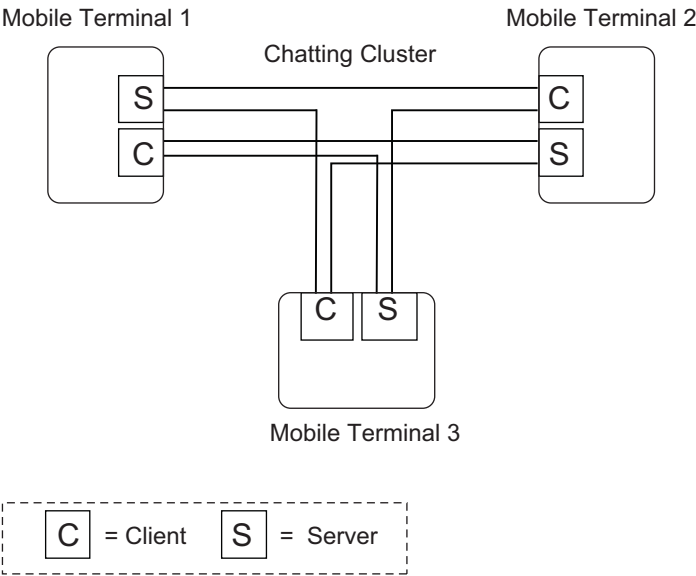 Mobile Terminal 1
Mobile Terminal 2
Chatting Cluster
S
C
C
S
C S
Mobile Terminal 3
C = Client S = Server